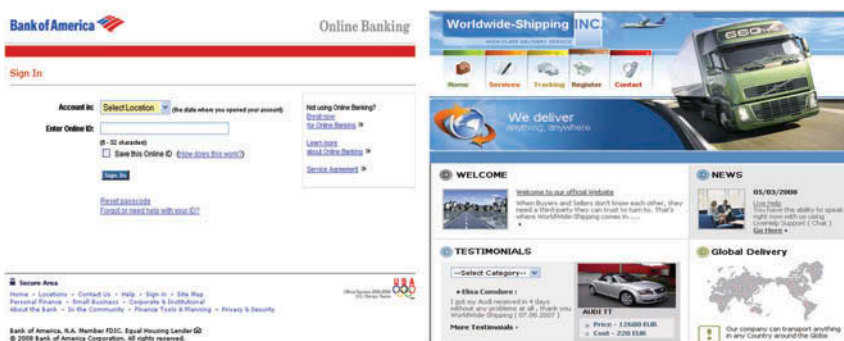 Bank of America
Online Banking
Sign In
Account in: Select Location (the state where you opened your account)
Enter Online ID:
(6 - 32 characters)
Save this Online ID (How does this work?)
Sign In
Reset passcode
Forgot or need help with your ID?
Not using Online Banking?
Enroll now
for Online Banking »
Learn more
about Online Banking »
Service Agreement »
Secure Area
Home • Locations • Contact Us • Help • Sign in • Site Map
Personal Finance • Small Business • Corporate & Institutional
About the Bank • In the Community • Finance Tools & Planning • Privacy & Security
USA
Bank of America, N.A. Member FDIC. Equal Housing Lender
© 2008 Bank of America Corporation. All rights reserved.
Worldwide-Shipping INC.
HIGH CLASS DELIVERY SERVICE
Home Services Tracking Register Contact
We deliver
anything, anywhere
WELCOME
Welcome to our official Website
When Buyers and Sellers don't know each other, they
need a third-party they can trust to turn to. That's
where WorldWide-Shipping comes in....
TESTIMONIALS
--Select Category--
• Elisa Comdore :
I got my Audi received in 4 days
without any problems at all , thank you
WorldWide-Shipping ( 07.06.2007 )
More Testimonials
AUDI TT
Price - 12600 EUR
Cost - 220 EUR
NEWS
05/03/2008
Live Help
You have the ability to speak
right now with us using
LiveHelp Support ( Chat )
Go Here
Global Delivery
Our company can transport anything
in any Country around the Globe